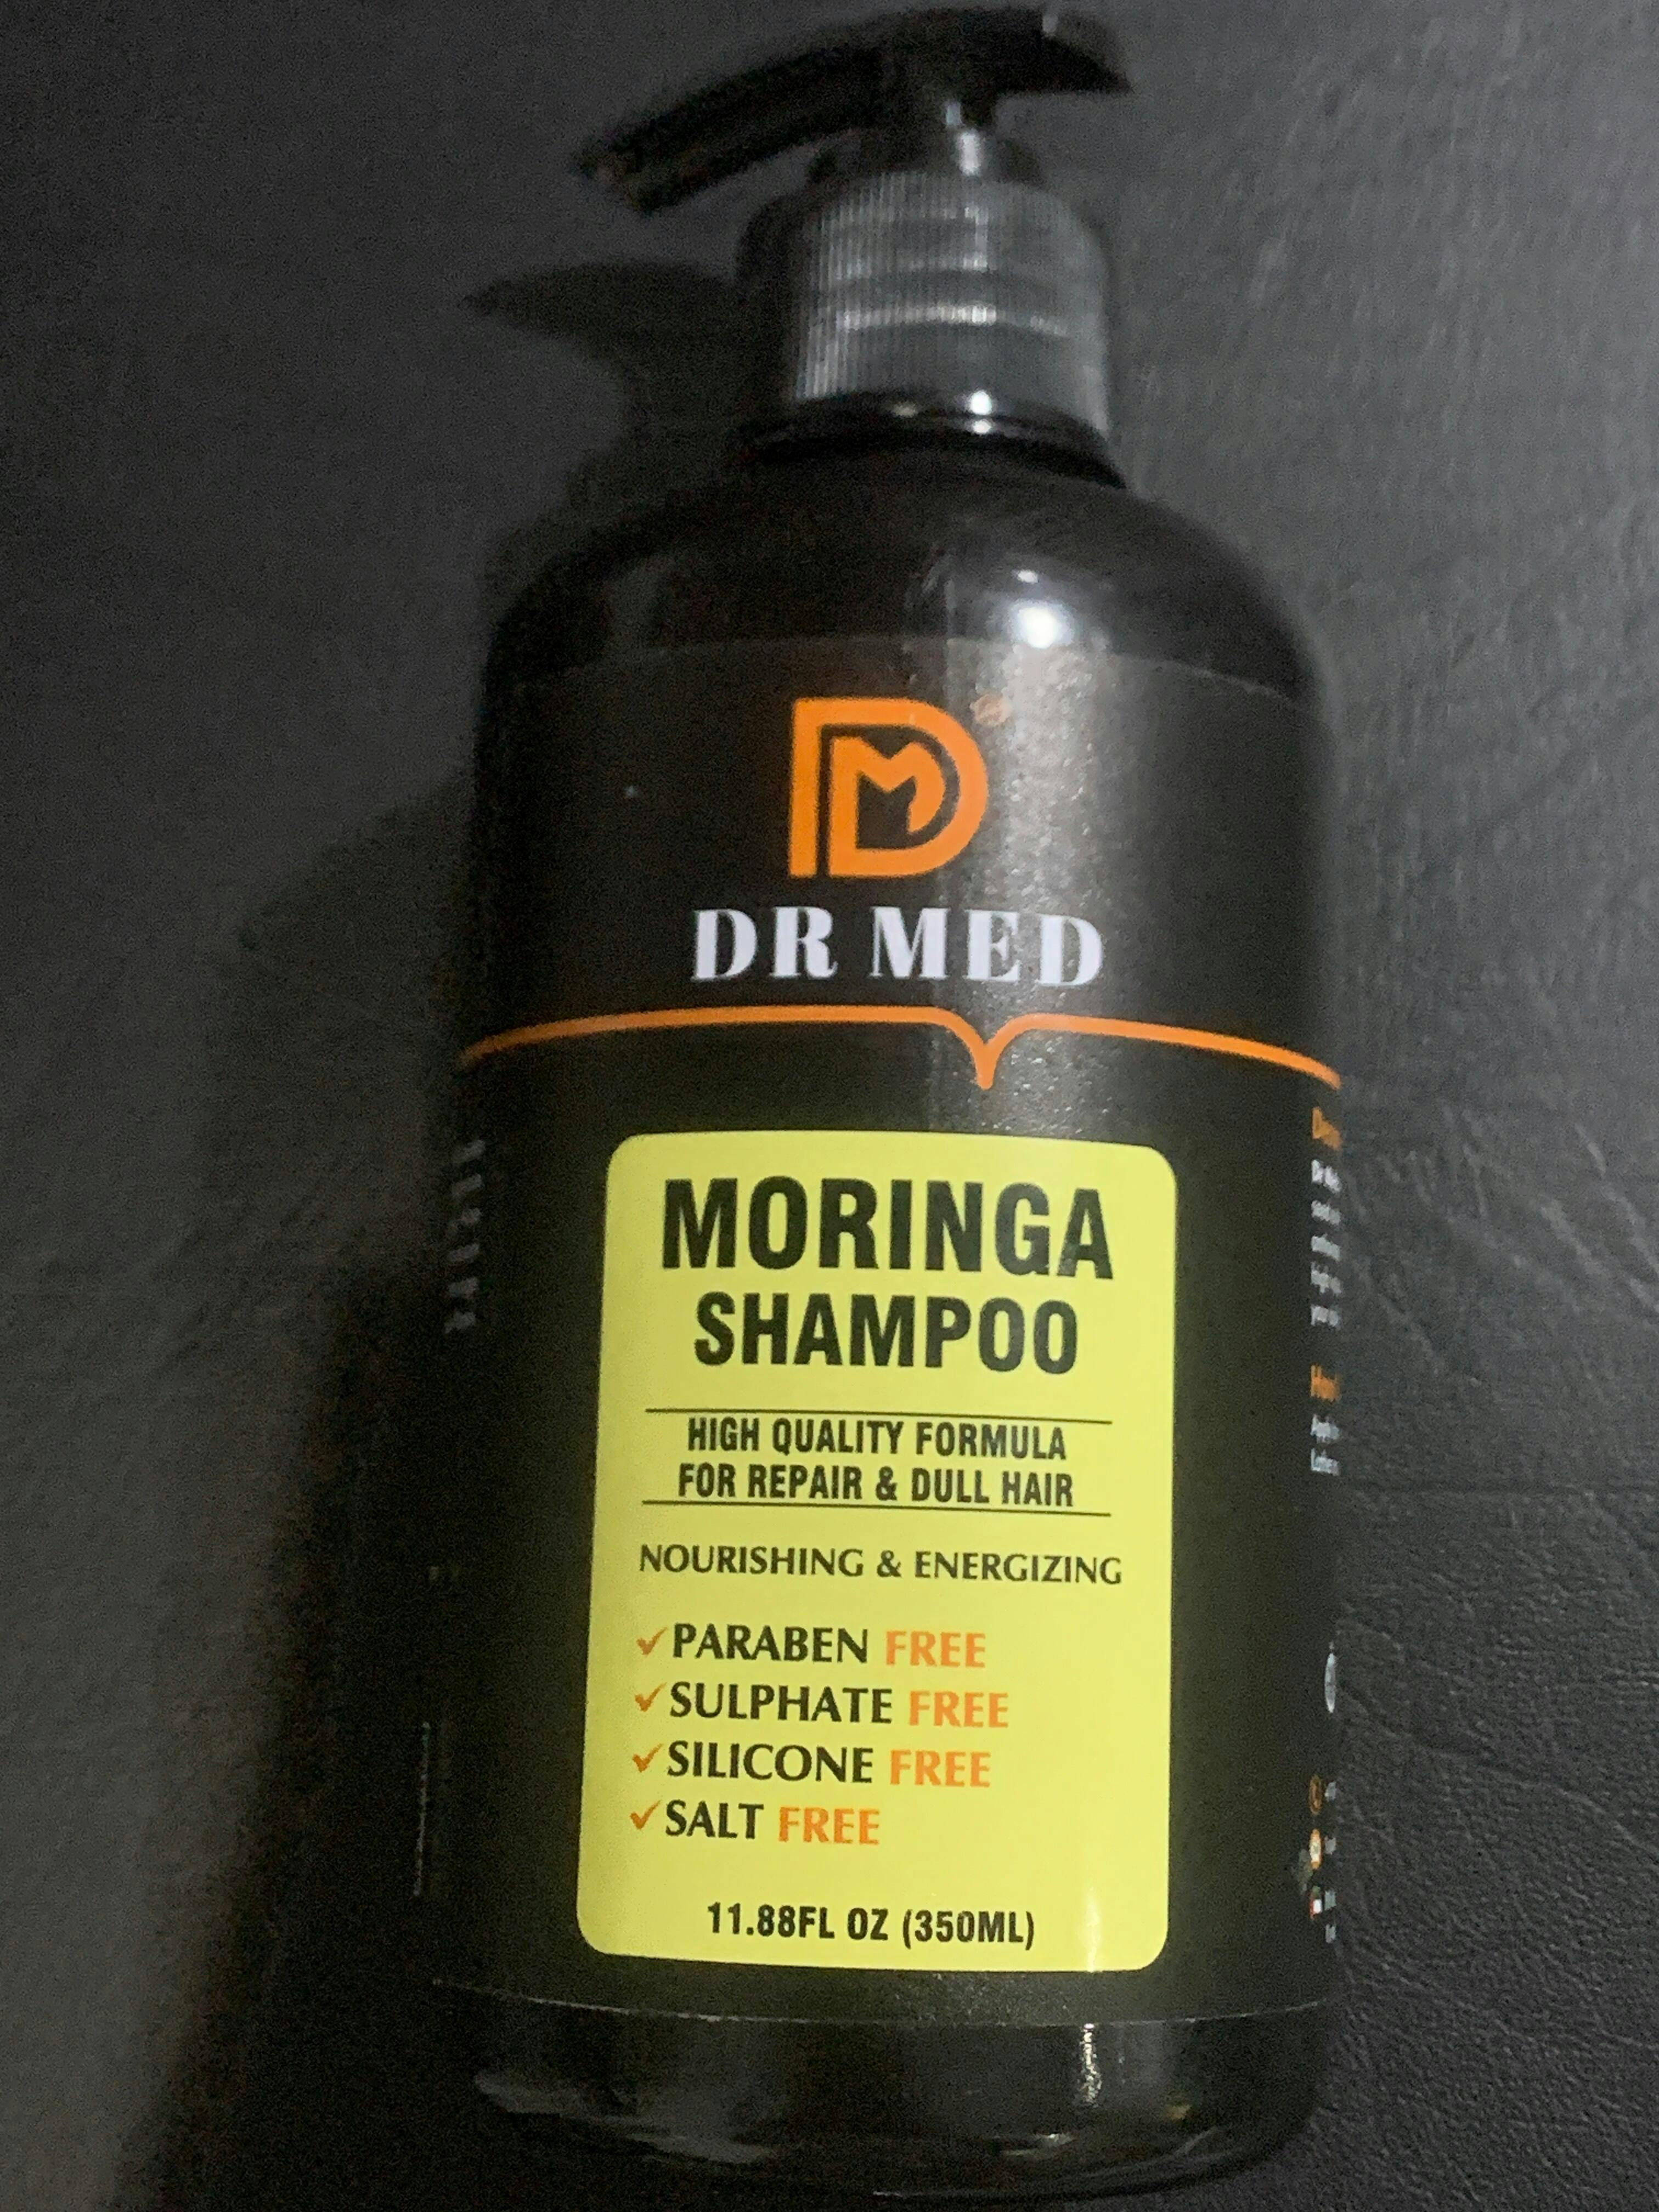 DR MED
MORINGA
SHAMPOO
HIGH QUALITY FORMULA
FOR REPAIR & DULL HAIR
NOURISHING & ENERGIZING
✓PARABEN FREE
✓SULPHATE FREE
✓SILICONE FREE
✓SALT FREE
11.88FL OZ (350ML)